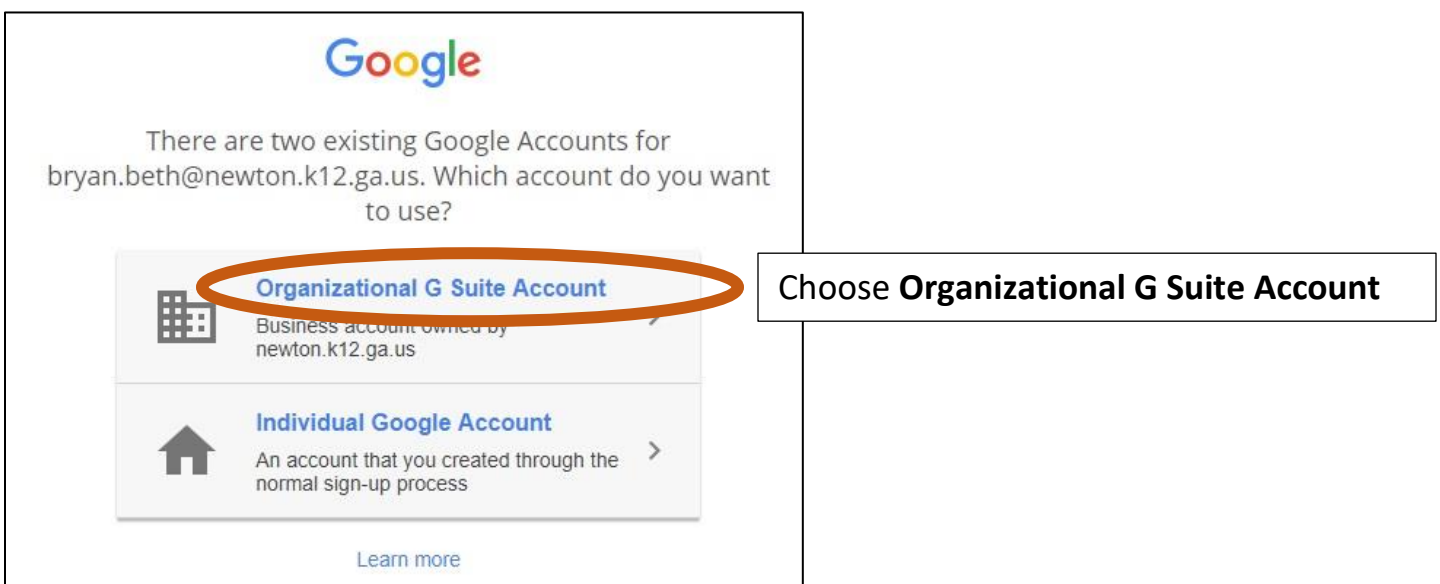 Google
There are two existing Google Accounts for
bryan.beth@newton.k12.ga.us. Which account do you want
to use?
Organizational G Suite Account
Choose Organizational G Suite Account
Business account owned by
newton.k12.ga.us
Individual Google Account
An account that you created through the
normal sign-up process
Learn more